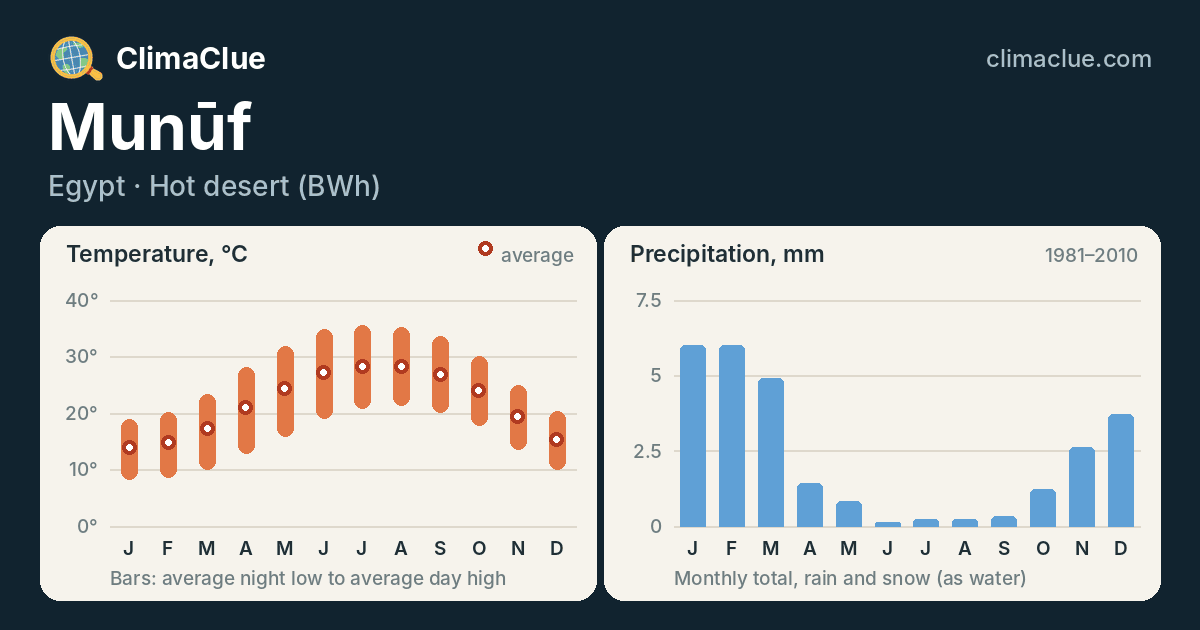 ClimaClue
climaclue.com
Munūf
Egypt · Hot desert (BWh)
Temperature, °C
average
40°
30°
20°
10°
0°
J F M A M J J A S O N D
Bars: average night low to average day high
Precipitation, mm
1981–2010
7.5
5
2.5
0
J F M A M J J A S O N D
Monthly total, rain and snow (as water)